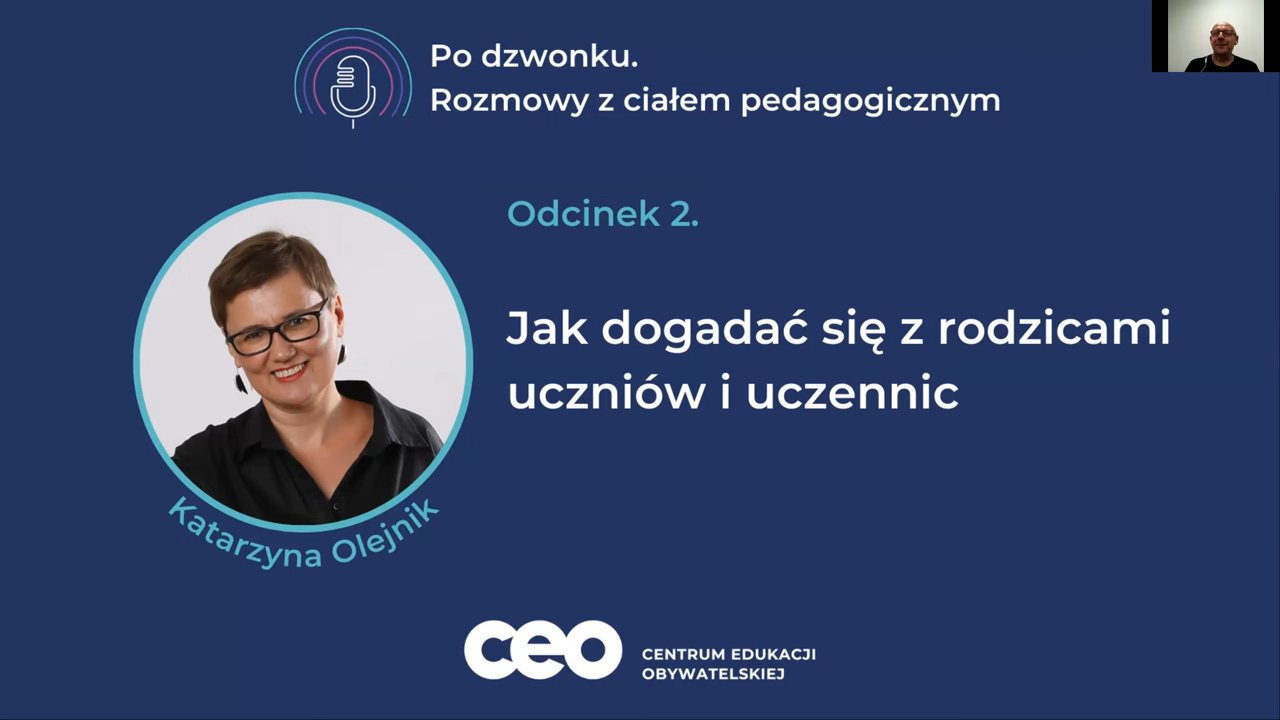 Po dzwonku.
Rozmowy z ciałem pedagogicznym
Odcinek 2.
Jak dogadać się z rodzicami
uczniów i uczennic
Katarzyna Olejnik
ceo
CENTRUM EDUKACJI
OBYWATELSKIEJ